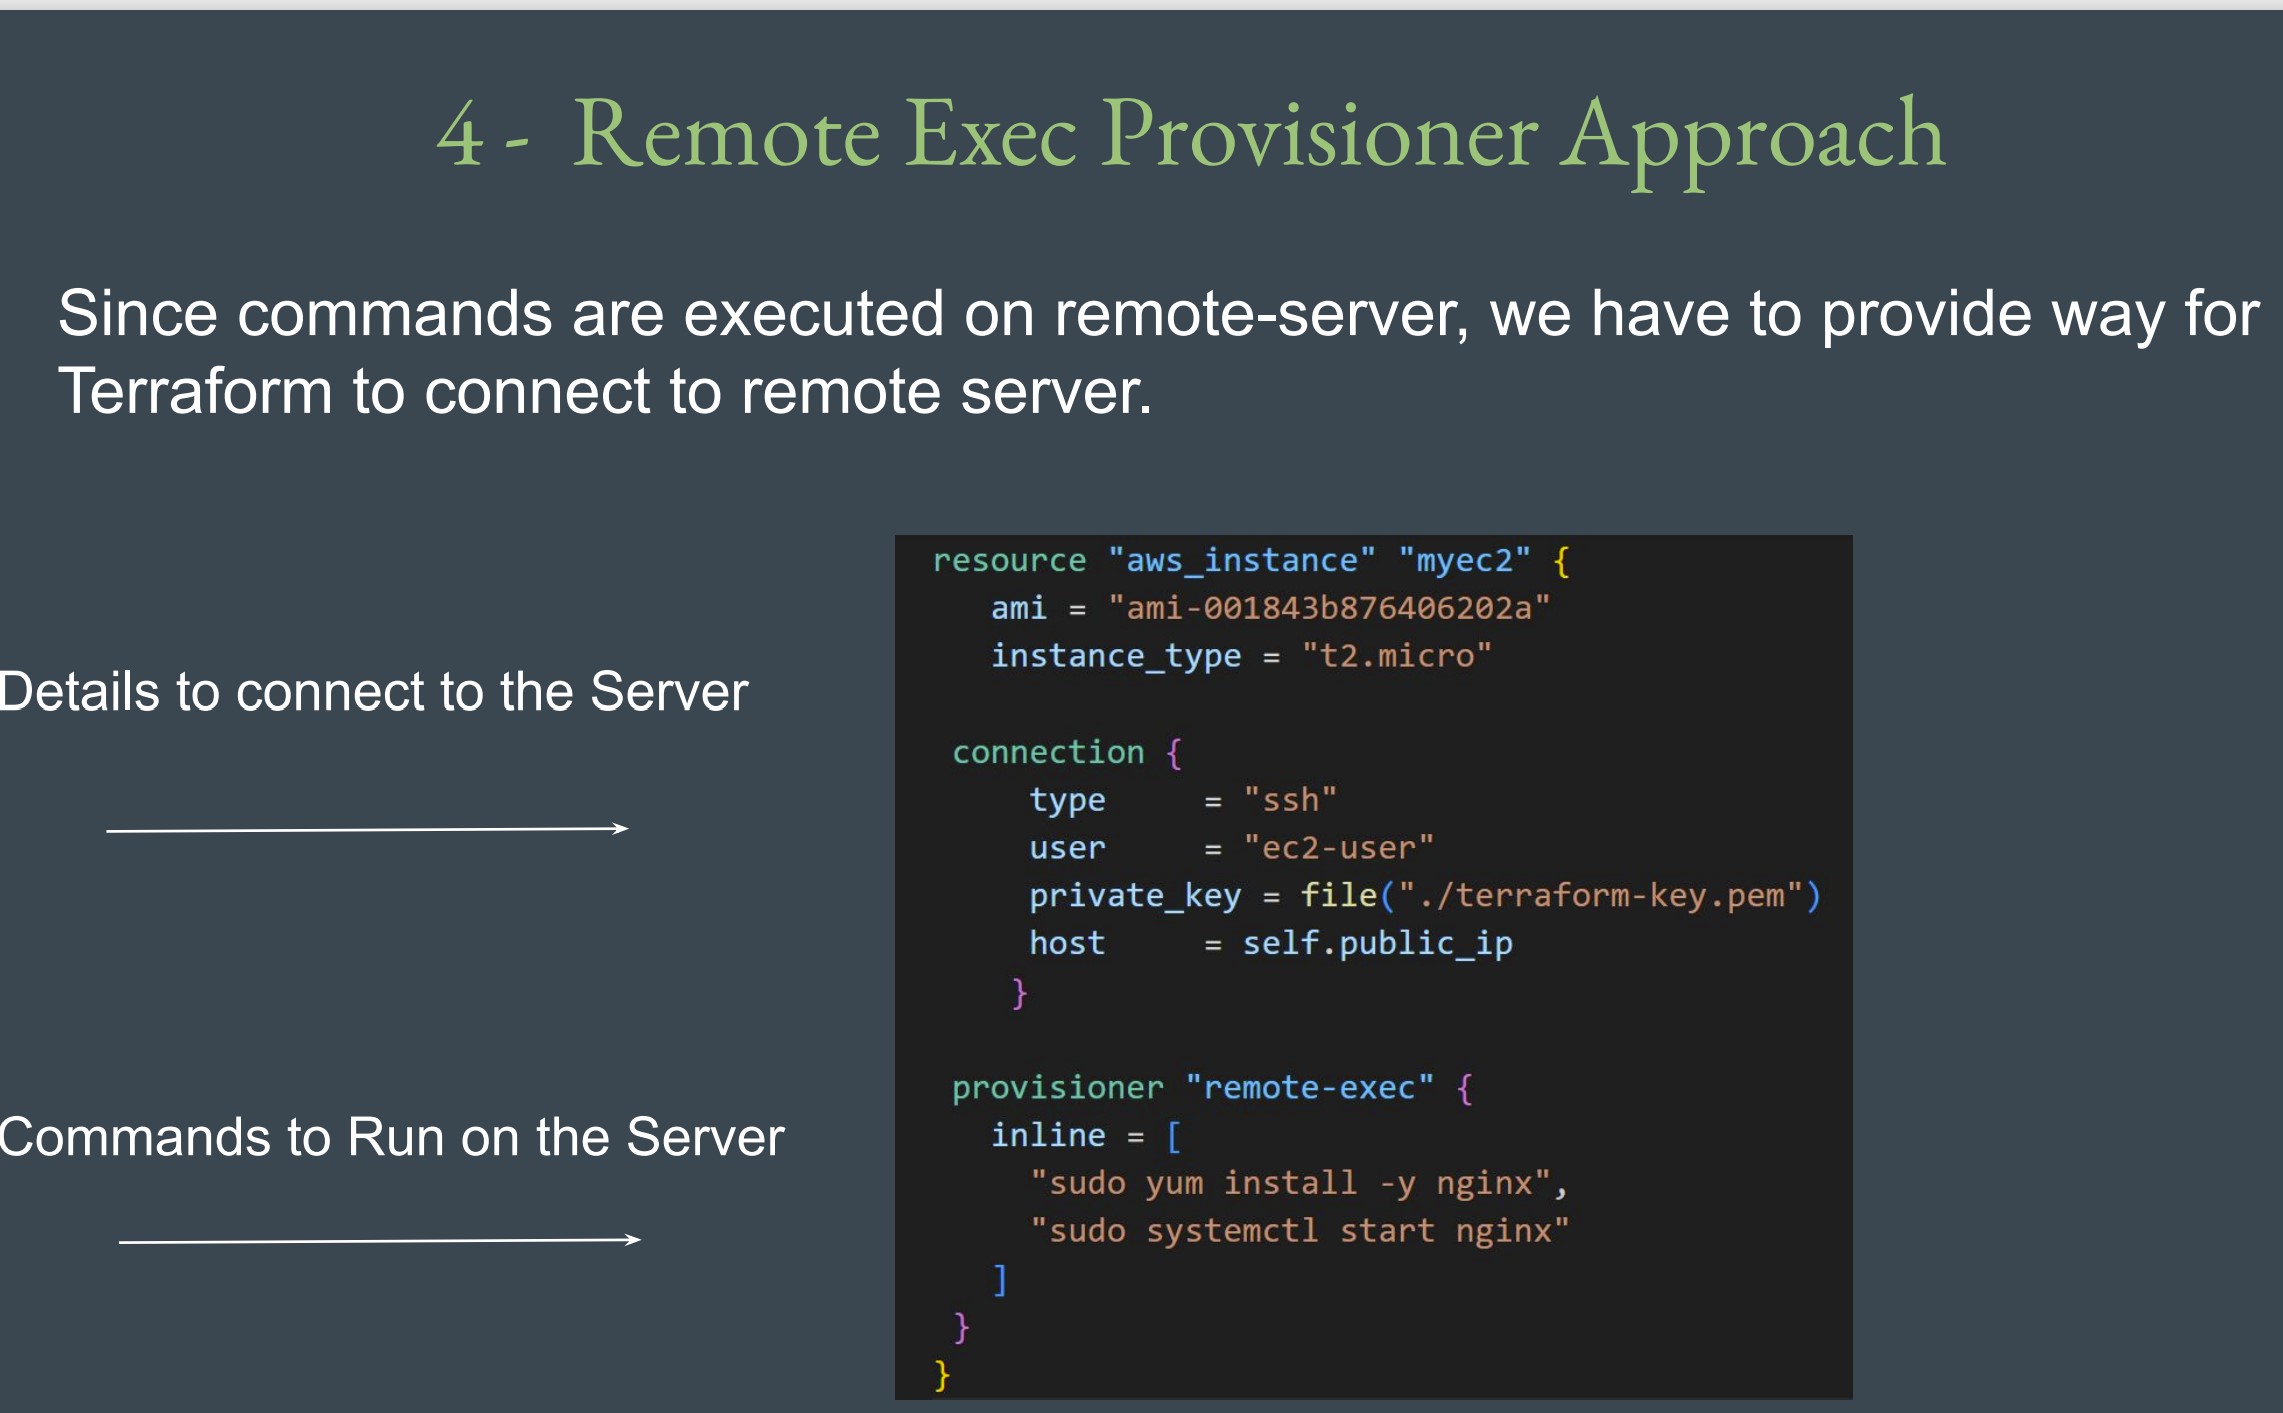 4 - Remote Exec Provisioner Approach
Since commands are executed on remote-server, we have to provide way for
Terraform to connect to remote server.
Details to connect to the Server
Commands to Run on the Server
resource "aws_instance" "myec2" {
   ami = "ami-001843b876406202a"
   instance_type = "t2.micro"
 connection {
     type     = "ssh"
     user     = "ec2-user"
     private_key = file("./terraform-key.pem")
     host     = self.public_ip
    }
 provisioner "remote-exec" {
   inline = [
     "sudo yum install -y nginx",
     "sudo systemctl start nginx"
   ]
 }
}